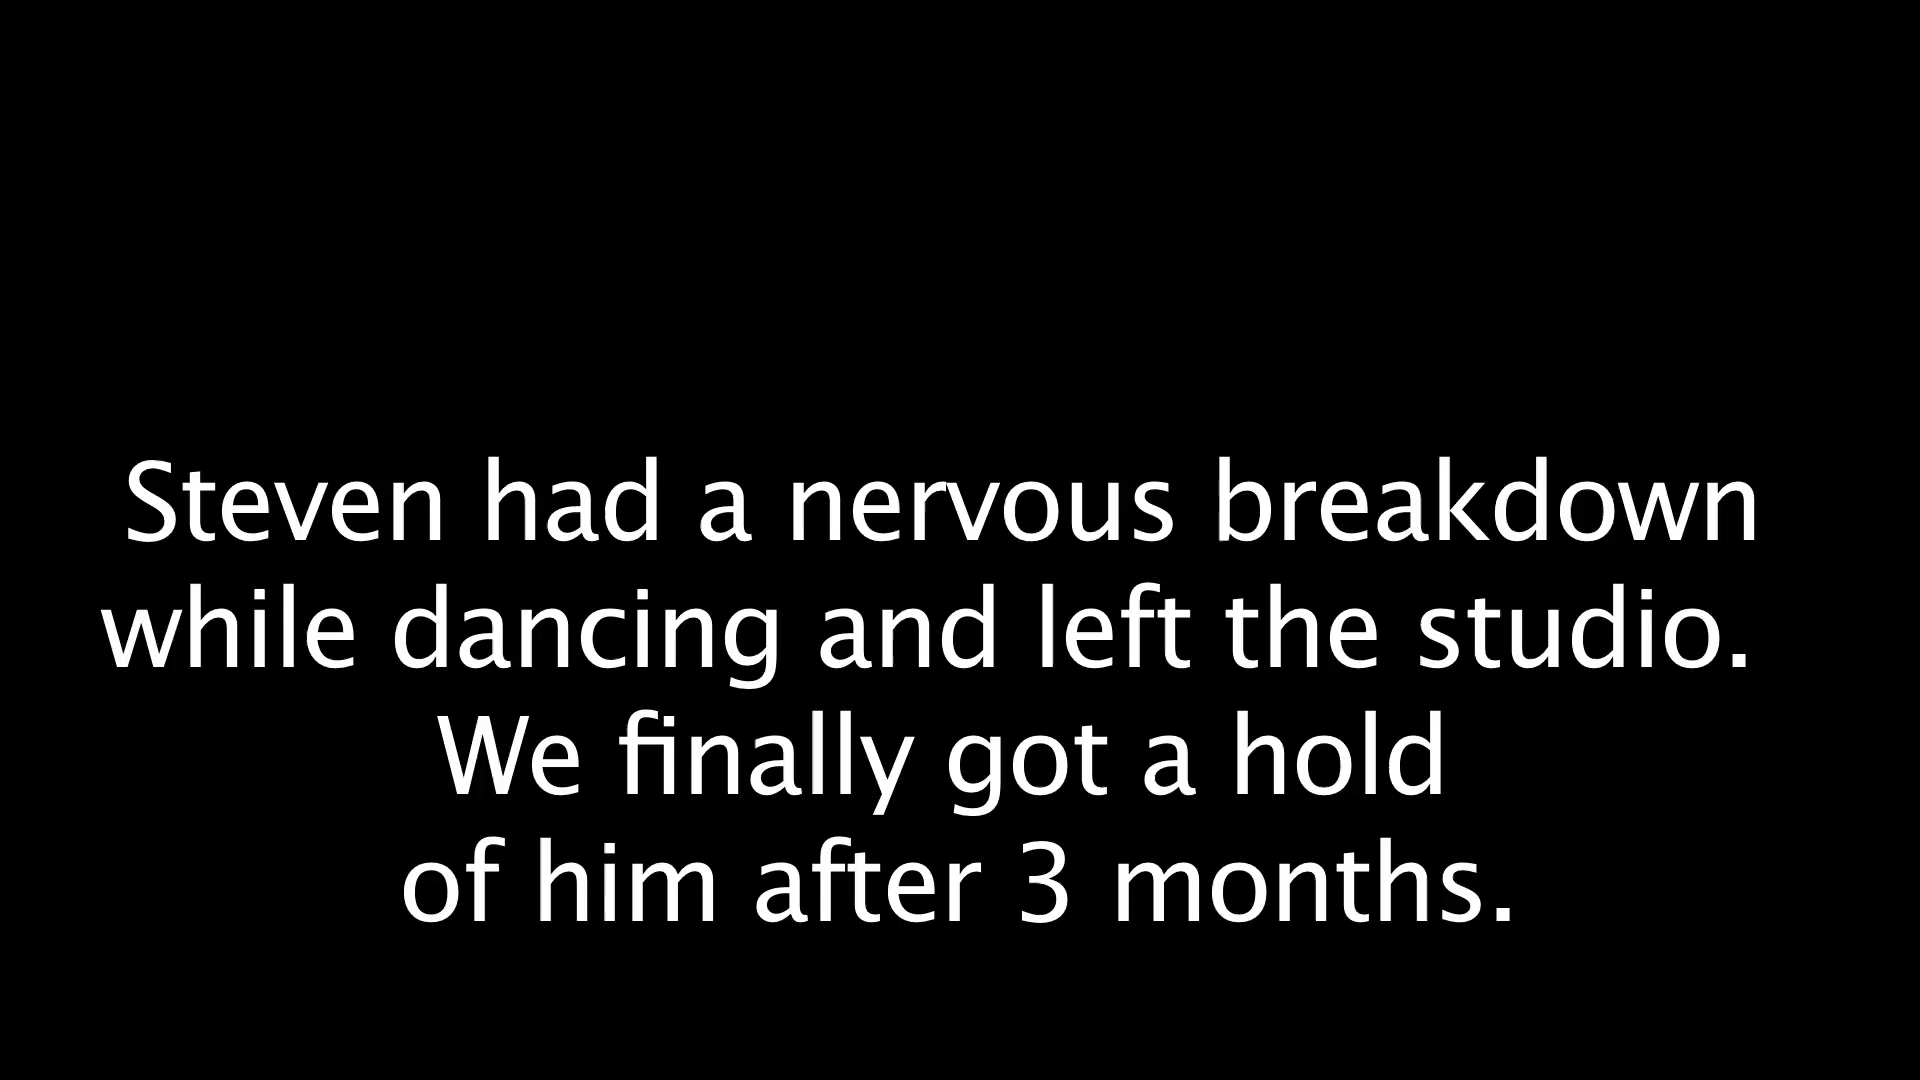 Steven had a nervous breakdown
while dancing and left the studio.
We finally got a hold
of him after 3 months.